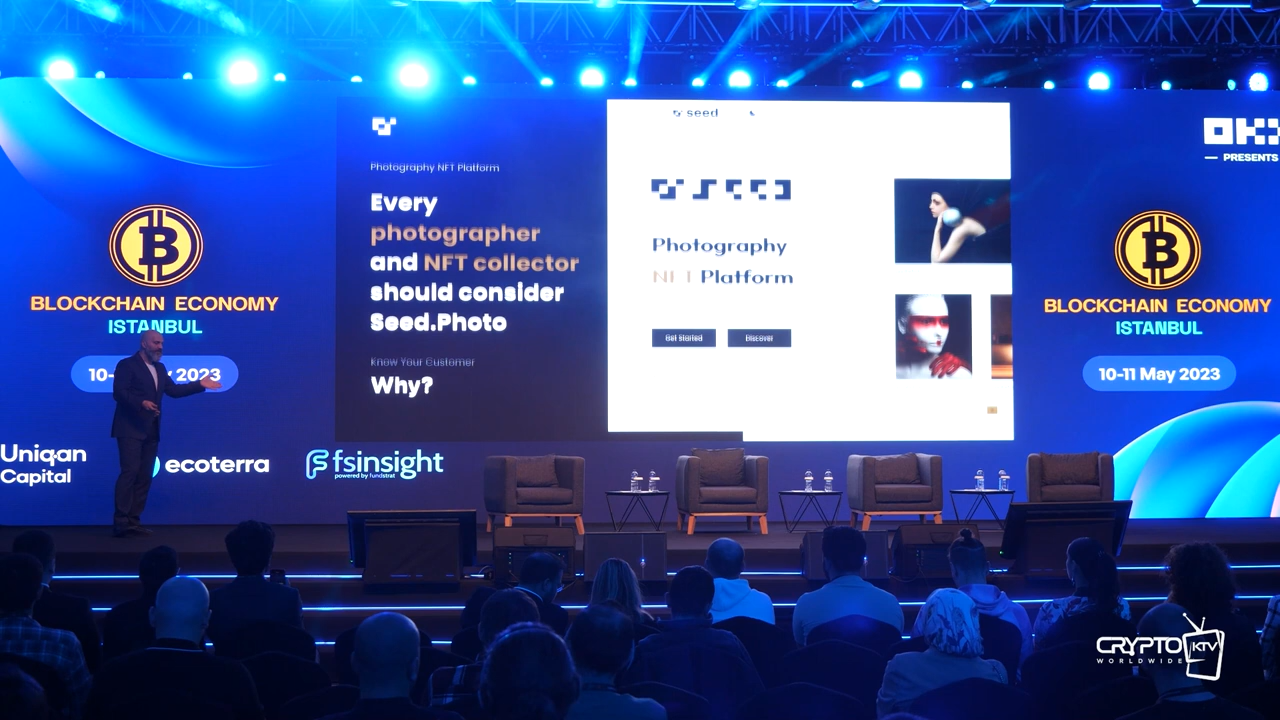 BLOCKCHAIN ECONOMY
ISTANBUL
10-
2023
Uniqan
Capital
ecoterra
fsinsight
powered by fundstrat
Photography NFT Platform
Every
photographer
and NFT collector
should consider
Seed.Photo
Know Your Customer
Why?
seed
seed
Photography
NFT Platform
Get Started
Discover
PRESENTS
BLOCKCHAIN ECONOMY
ISTANBUL
10-11 May 2023
CRYPTO KTV
WORLDWIDE